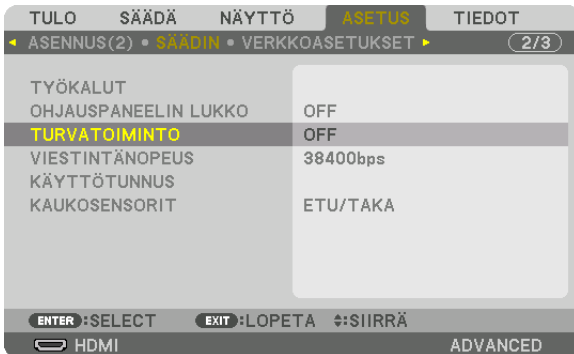 TULO SÄÄDÄ NÄYTTÖ ASETUS TIEDOT
ASENNUS(2) • SÄÄDIN • VERKKOASETUKSET 2/3
TYÖKALUT
OHJAUSPANEELIN LUKKO OFF
TURVATOIMINTO OFF
VIESTINTÄNOPEUS 38400bps
KÄYTTÖTUNNUS
KAUKOSENSORIT ETU/TAKA
ENTER :SELECT EXIT :LOPETA :SIIRRÄ
HDMI ADVANCED